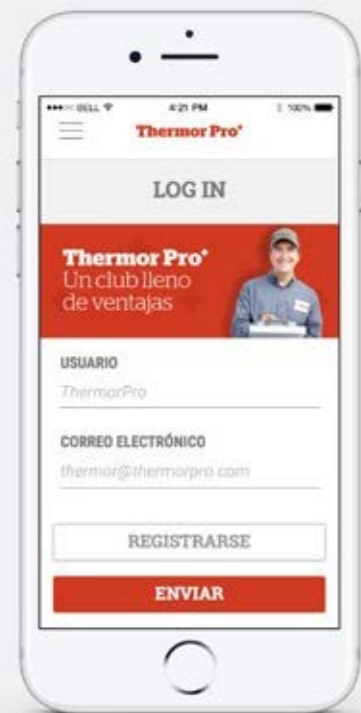 BELL
4:21 PM
100%
Thermor Pro+
LOG IN
Thermor Pro+
Un club lleno
de ventajas
USUARIO
ThermorPro
CORREO ELECTRÓNICO
thermor@thermorpro.com
REGISTRARSE
ENVIAR